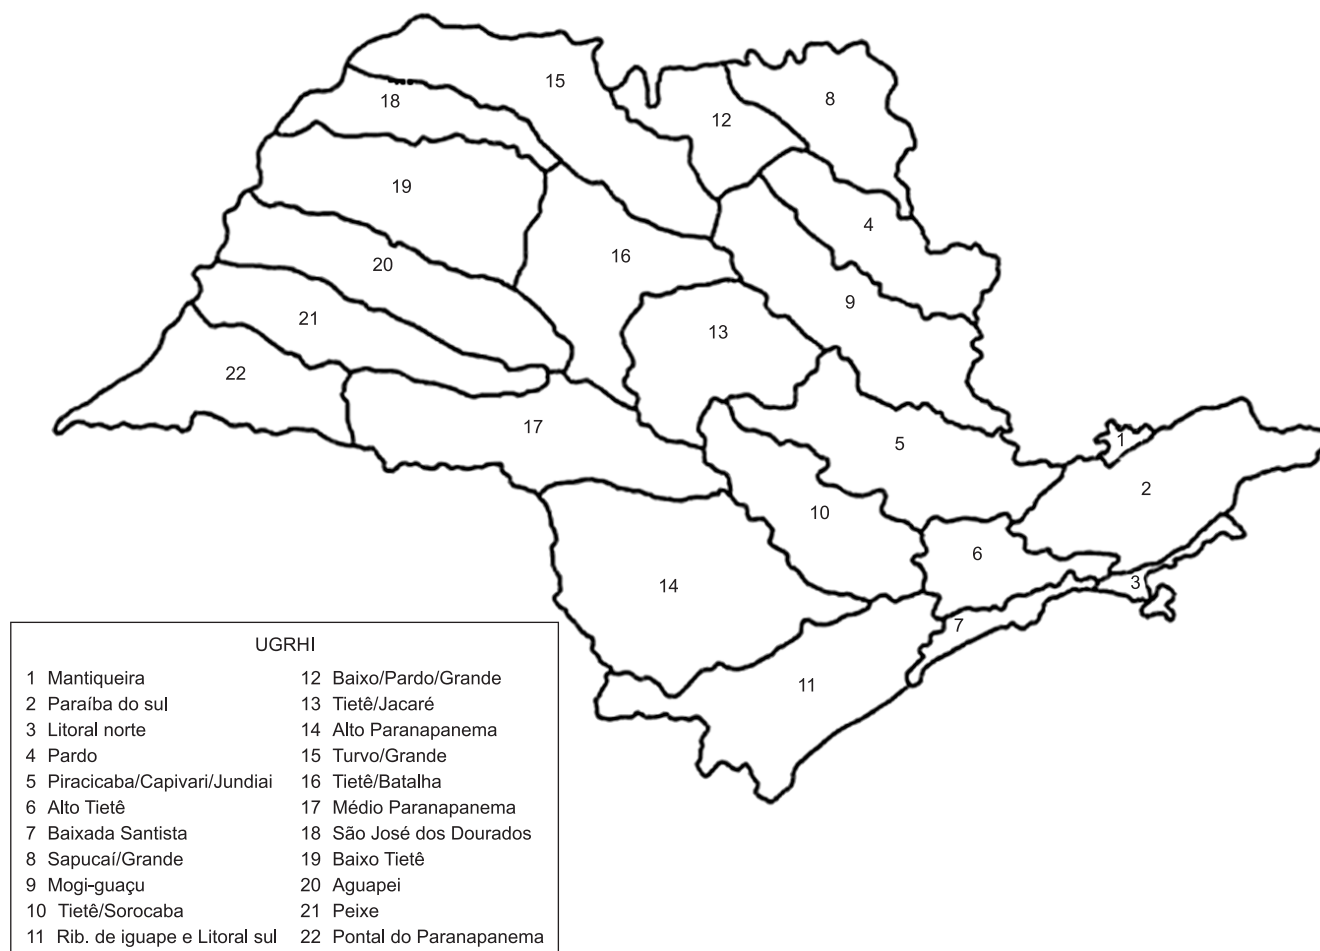 15
18
8
12
19
4
16
20
9
21
13
22
17
1
5
2
10
6
14
3
7
11
UGRHI
1 Mantiqueira
2 Paraíba do sul
3 Litoral norte
4 Pardo
5 Piracicaba/Capivari/Jundiai
6 Alto Tietê
7 Baixada Santista
8 Sapucaí/Grande
9 Mogi-guaçu
10 Tietê/Sorocaba
11 Rib. de iguape e Litoral sul
12 Baixo/Pardo/Grande
13 Tietê/Jacaré
14 Alto Paranapanema
15 Turvo/Grande
16 Tietê/Batalha
17 Médio Paranapanema
18 São José dos Dourados
19 Baixo Tietê
20 Aguapei
21 Peixe
22 Pontal do Paranapanema